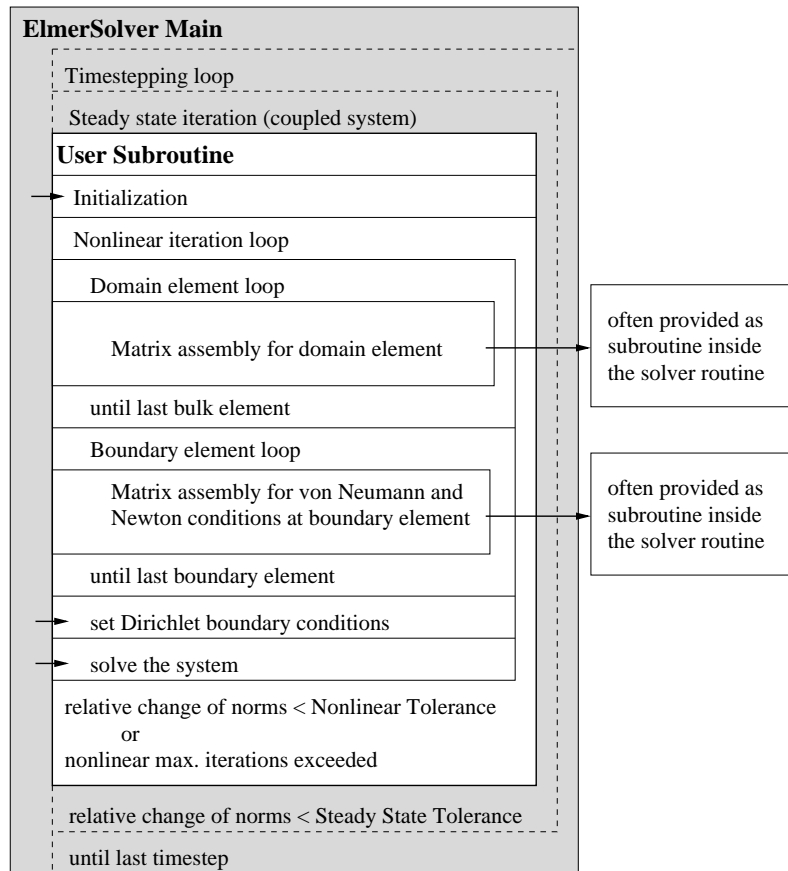 ElmerSolver Main
Timestepping loop
Steady state iteration (coupled system)
User Subroutine
Initialization
Nonlinear iteration loop
Domain element loop
Matrix assembly for domain element
often provided as
subroutine inside
the solver routine
until last bulk element
Boundary element loop
Matrix assembly for von Neumann and
Newton conditions at boundary element
often provided as
subroutine inside
the solver routine
until last boundary element
set Dirichlet boundary conditions
solve the system
relative change of norms < Nonlinear Tolerance
or
nonlinear max. iterations exceeded
relative change of norms < Steady State Tolerance
until last timestep